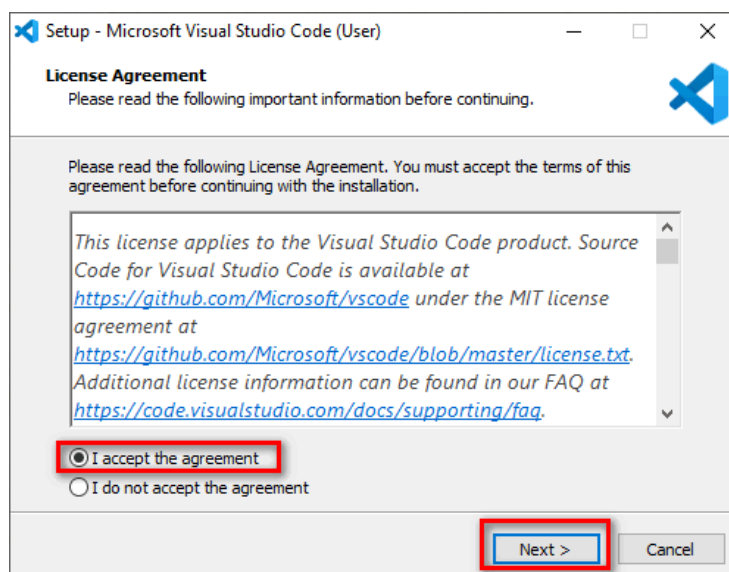 Setup - Microsoft Visual Studio Code (User)
License Agreement
Please read the following important information before continuing.
Please read the following License Agreement. You must accept the terms of this
agreement before continuing with the installation.
This license applies to the Visual Studio Code product. Source
Code for Visual Studio Code is available at
https://github.com/Microsoft/vscode under the MIT license
agreement at
https://github.com/Microsoft/vscode/blob/master/license.txt.
Additional license information can be found in our FAQ at
https://code.visualstudio.com/docs/supporting/faq.
I accept the agreement
I do not accept the agreement
Next >
Cancel